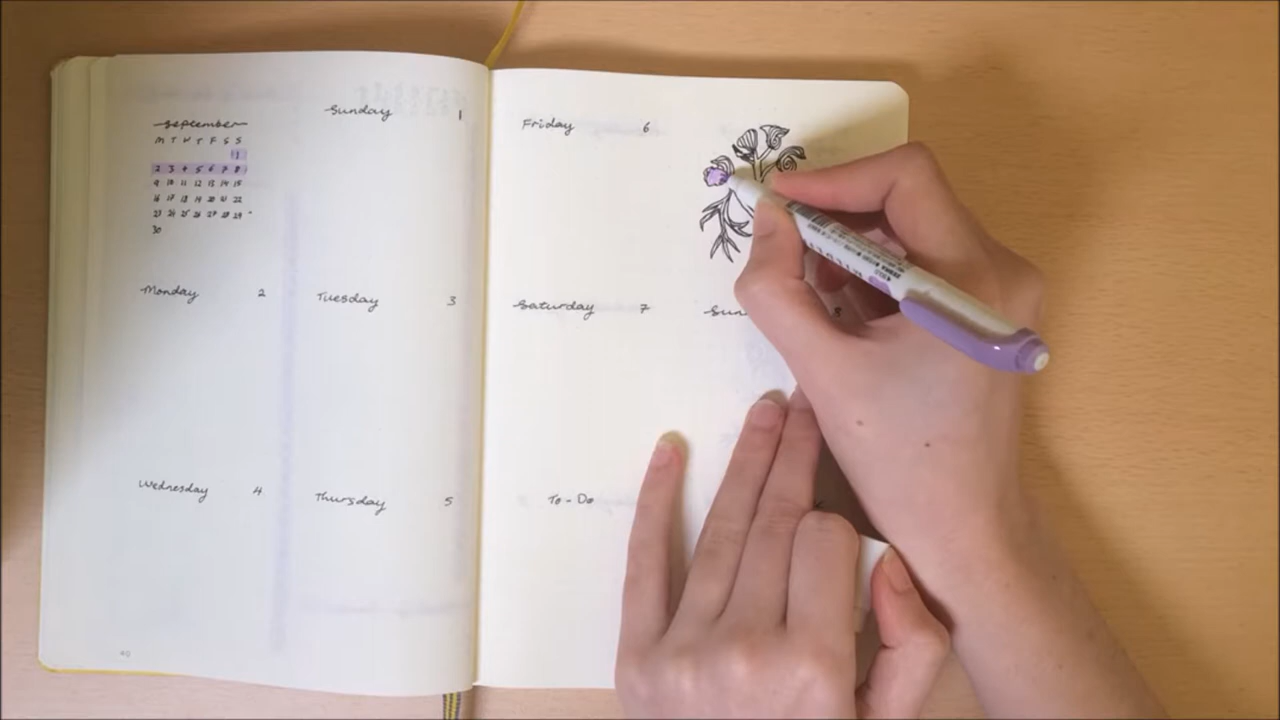 September
M T W T F S S
1
2 3 4 5 6 7 8
9 10 11 12 13 14 15
16 17 18 19 20 21 22
23 24 25 26 27 28 29
30
Sunday 1
Monday 2
Tuesday 3
Wednesday 4
Thursday 5
Friday 6
Saturday 7
Sun 8
To-Do